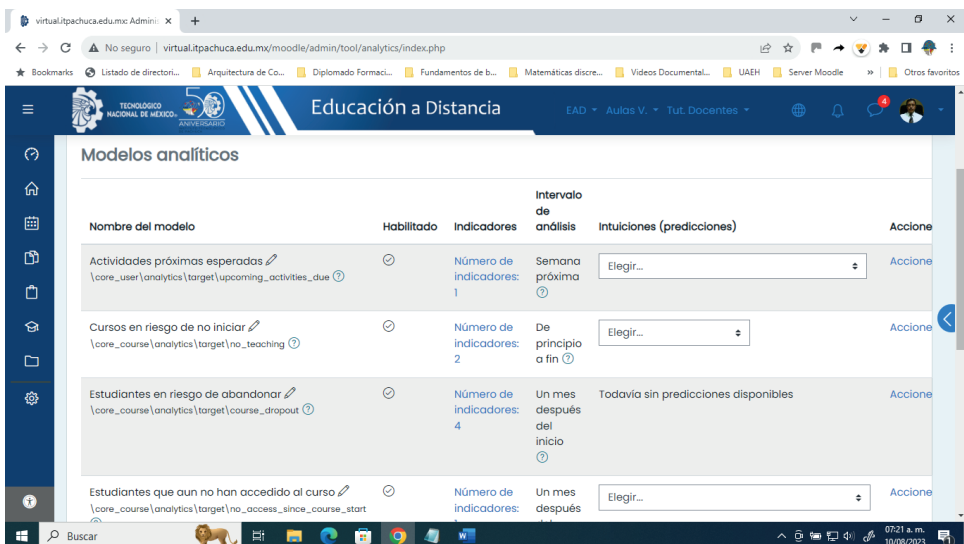 virtual.itpachuca.edu.mx: Admini
No seguro | virtual.itpachuca.edu.mx/moodle/admin/tool/analytics/index.php
Bookmarks Listado de directori... Arquitectura de Co... Diplomado Formaci... Fundamentos de b... Matemáticas discre... Videos Documental... UAEH Server Moodle » Otros favoritos
TECNOLÓGICO
NACIONAL DE MÉXICO
50
ANIVERSARIO
Educación a Distancia
EAD Aulas V. Tut. Docentes
4
Modelos analíticos
Nombre del modelo Habilitado Indicadores Intervalo de análisis Intuiciones (predicciones) Accione
Actividades próximas esperadas
\core_user\analytics\target\upcoming_activities_due
Número de
indicadores:
1
Semana
próxima
Elegir...
Accione
Cursos en riesgo de no iniciar
\core_course\analytics\target\no_teaching
Número de
indicadores:
2
De
principio
a fin
Elegir...
Accione
Estudiantes en riesgo de abandonar
\core_course\analytics\target\course_dropout
Número de
indicadores:
4
Un mes
después
del
inicio
Todavía sin predicciones disponibles
Accione
Estudiantes que aun no han accedido al curso
\core_course\analytics\target\no_access_since_course_start
Número de
indicadores:
Un mes
después
Elegir...
Accione
Buscar
07:21 a. m.
10/08/2023